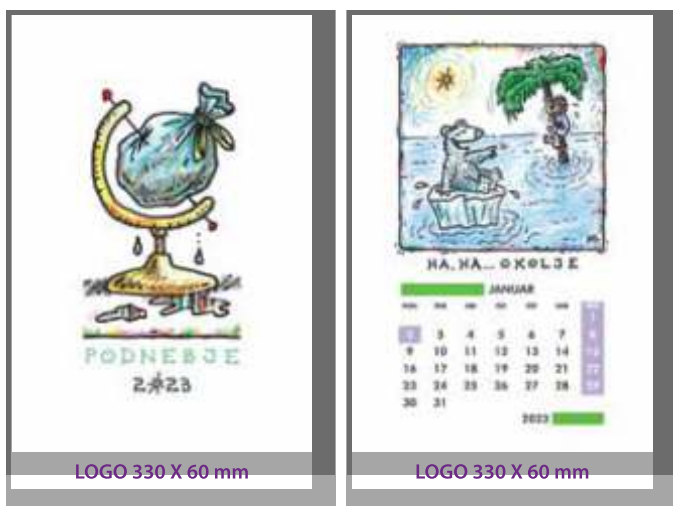 PODNEBJE
2023
LOGO 330 X 60 mm
HA, HA... OKOLJE
JANUAR
1
2 3 4 5 6 7 8
9 10 11 12 13 14 15
16 17 18 19 20 21 22
23 24 25 26 27 28 29
30 31
2023
LOGO 330 X 60 mm